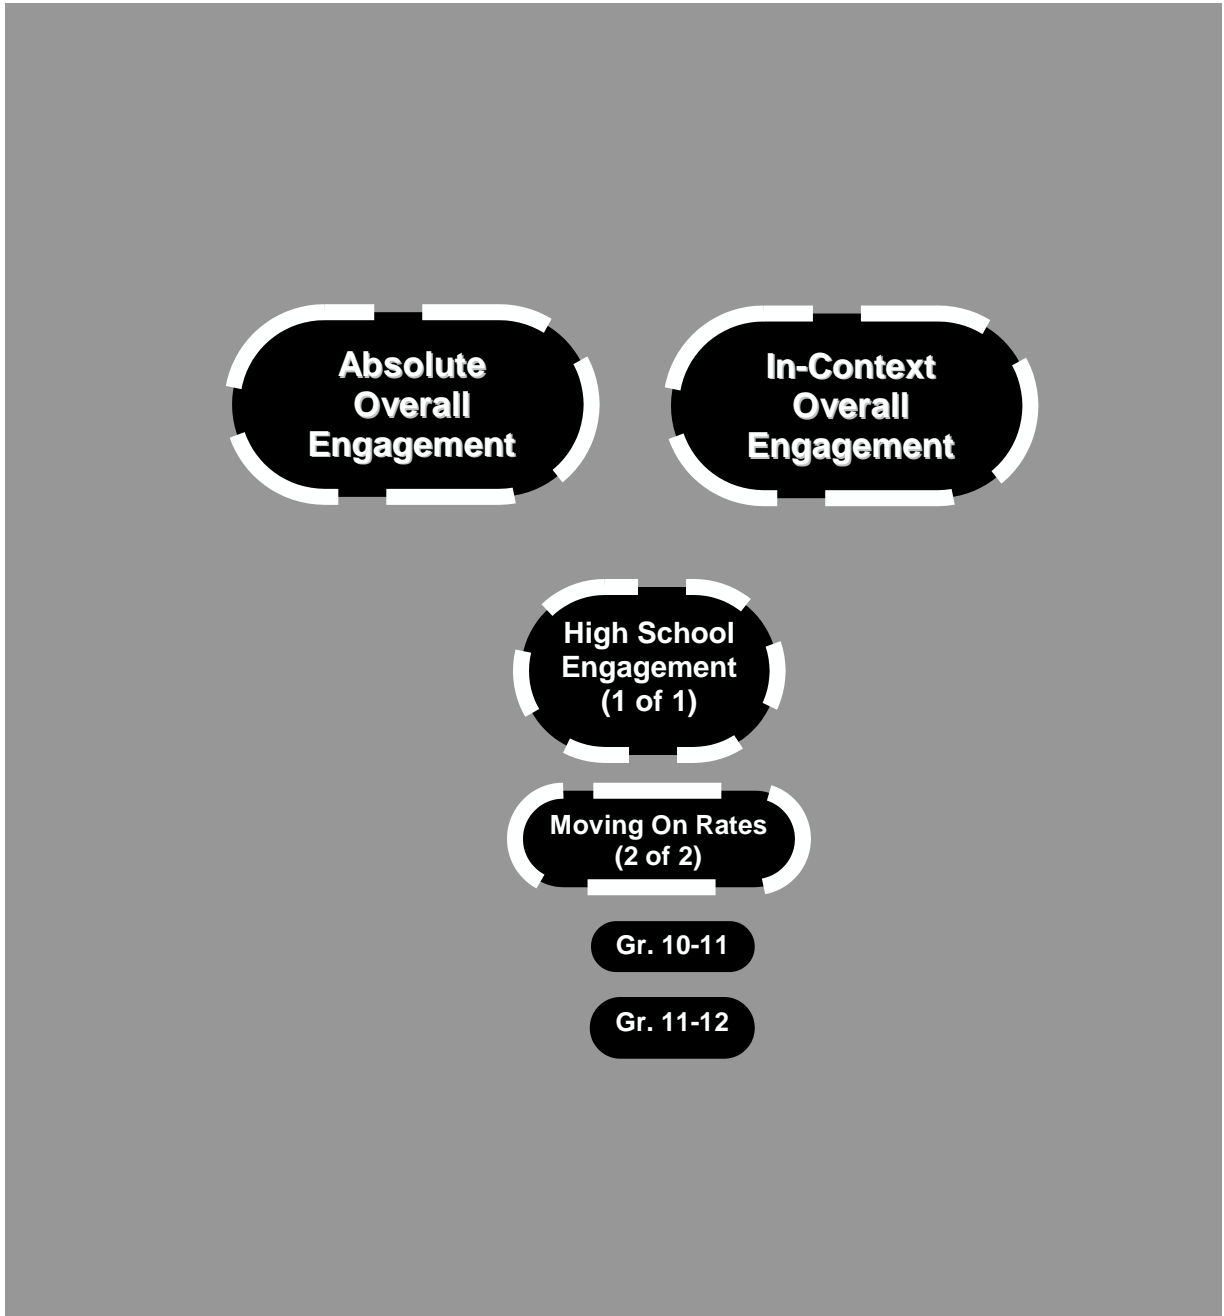 Absolute
Overall
Engagement
In-Context
Overall
Engagement
High School
Engagement
(1 of 1)
Moving On Rates
(2 of 2)
Gr. 10-11
Gr. 11-12